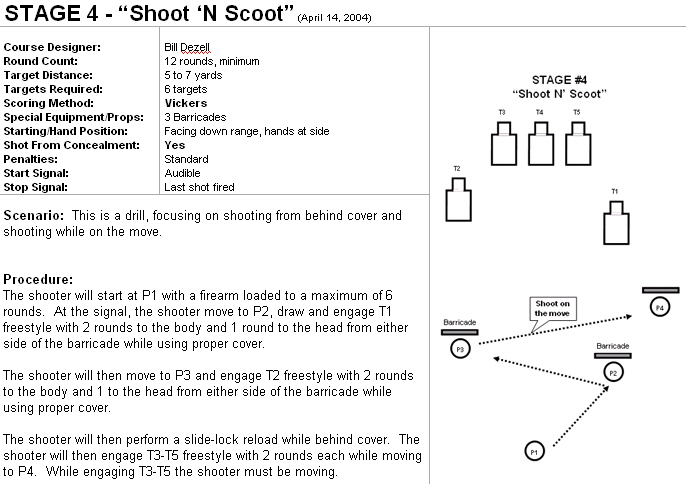 STAGE 4 - “Shoot ‘N Scoot” (April 14, 2004)
Course Designer: Bill Dezell
Round Count: 12 rounds, minimum
Target Distance: 5 to 7 yards
Targets Required: 6 targets
Scoring Method: Vickers
Special Equipment/Props: 3 Barricades
Starting/Hand Position: Facing down range, hands at side
Shot From Concealment: Yes
Penalties: Standard
Start Signal: Audible
Stop Signal: Last shot fired
Scenario: This is a drill, focusing on shooting from behind cover and
shooting while on the move.
Procedure:
The shooter will start at P1 with a firearm loaded to a maximum of 6
rounds. At the signal, the shooter move to P2, draw and engage T1
freestyle with 2 rounds to the body and 1 round to the head from either
side of the barricade while using proper cover.
The shooter will then move to P3 and engage T2 freestyle with 2 rounds
to the body and 1 to the head from either side of the barricade while
using proper cover.
The shooter will then perform a slide-lock reload while behind cover. The
shooter will then engage T3-T5 freestyle with 2 rounds each while moving
to P4. While engaging T3-T5 the shooter must be moving.
STAGE #4
“Shoot N’ Scoot”
T3 T4 T5
T2
T1
Shoot on
the move
P4
Barricade
P3
Barricade
P2
P1